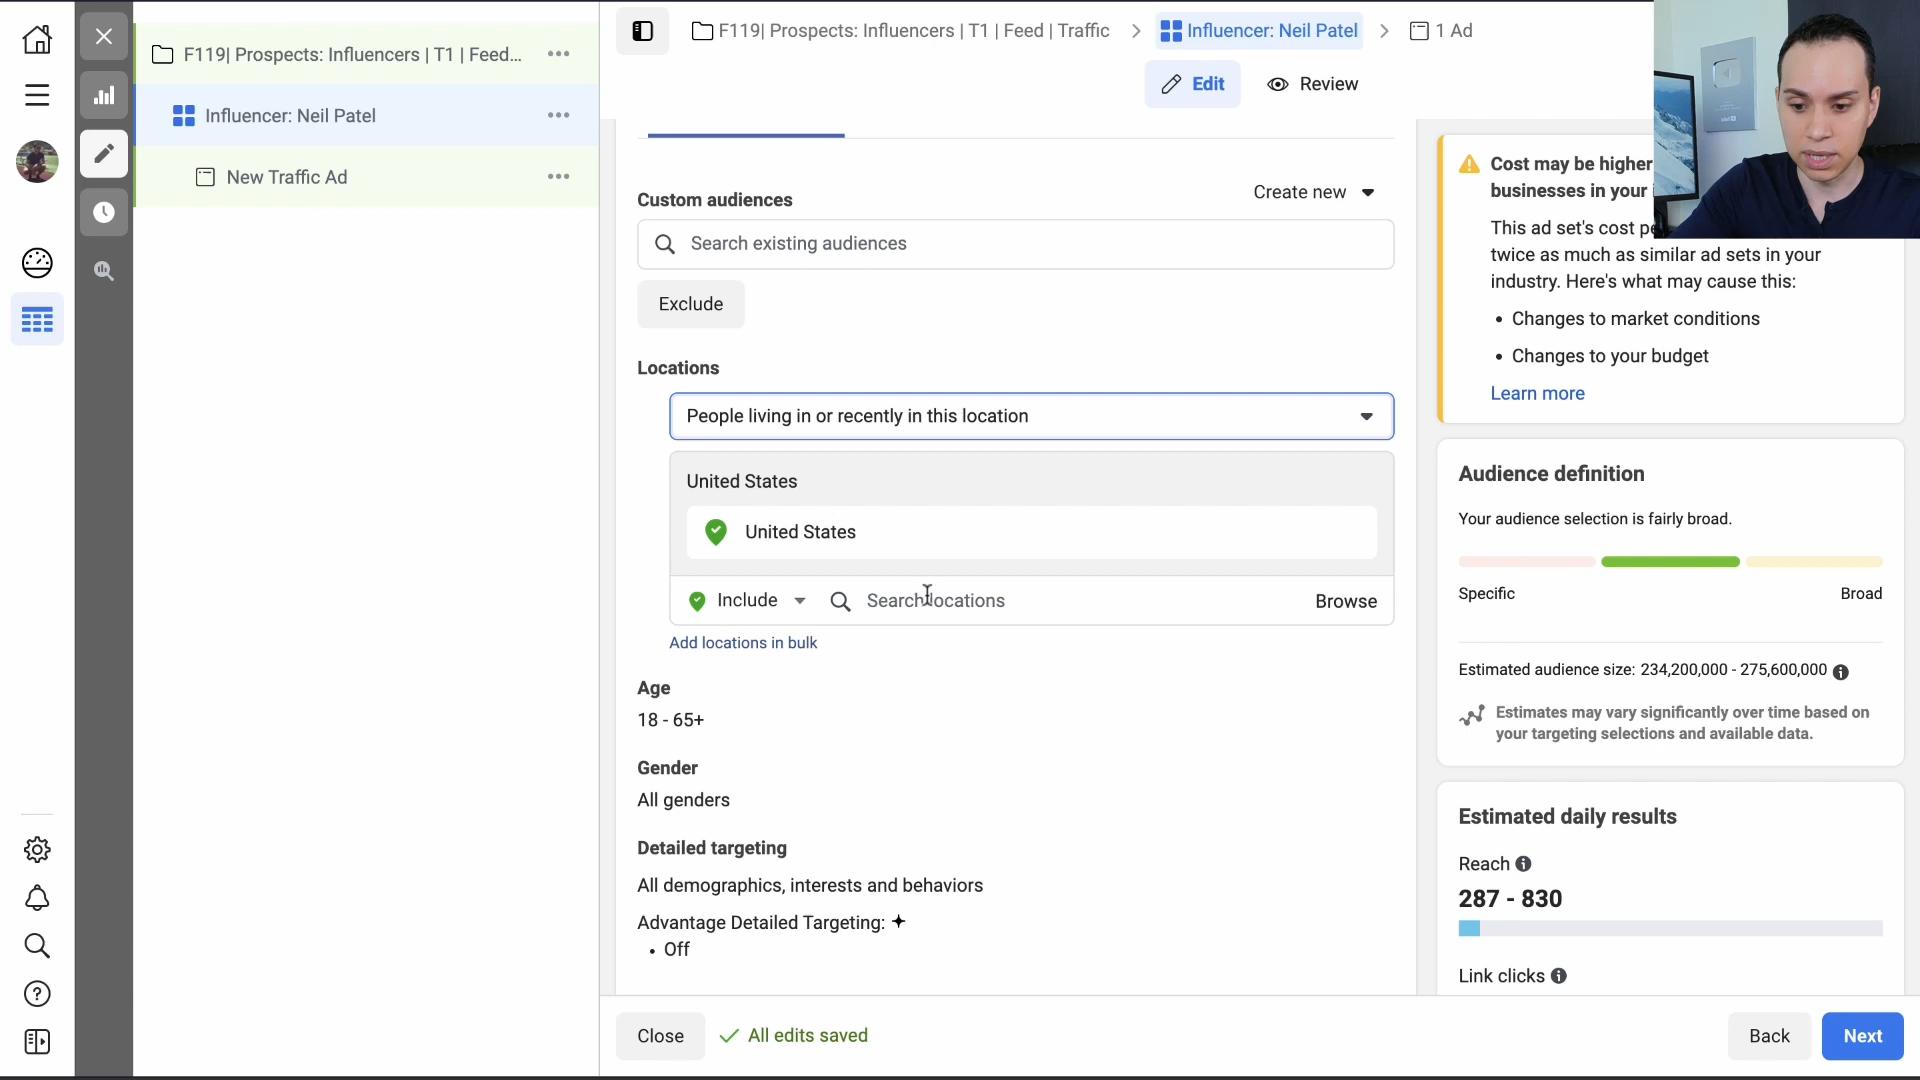 F119| Prospects: Influencers | T1 | Feed...
Influencer: Neil Patel
New Traffic Ad
F119| Prospects: Influencers | T1 | Feed | Traffic
Influencer: Neil Patel
1 Ad
Edit
Review
Custom audiences
Create new
Search existing audiences
Exclude
Locations
People living in or recently in this location
United States
United States
Include
Search locations
Browse
Add locations in bulk
Age
18 - 65+
Gender
All genders
Detailed targeting
All demographics, interests and behaviors
Advantage Detailed Targeting:
• Off
Close
All edits saved
Back
Next
Cost may be higher
businesses in your
This ad set's cost
twice as much as similar ad sets in your
industry. Here's what may cause this:
• Changes to market conditions
• Changes to your budget
Learn more
Audience definition
Your audience selection is fairly broad.
Specific
Broad
Estimated audience size: 234,200,000 - 275,600,000
Estimates may vary significantly over time based on
your targeting selections and available data.
Estimated daily results
Reach
287 - 830
Link clicks